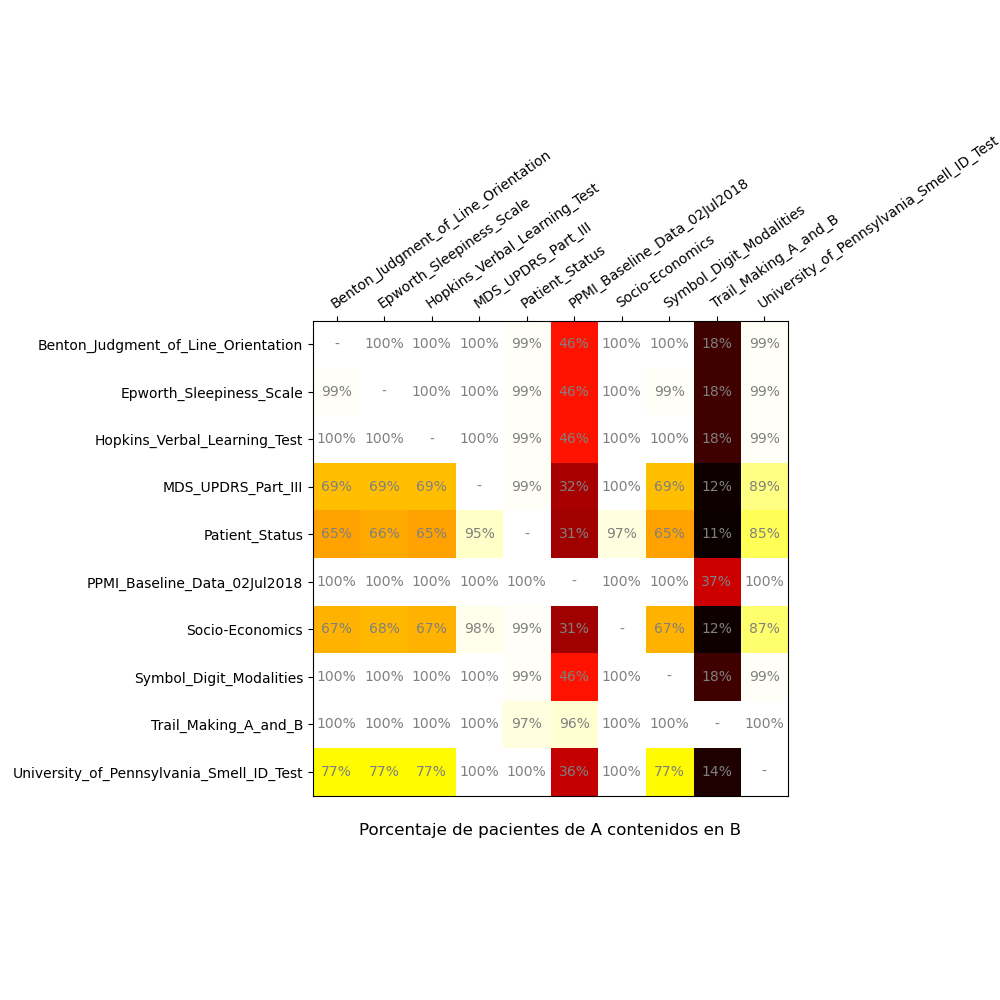 Benton_Judgment_of_Line_Orientation
Epworth_Sleepiness_Scale
Hopkins_Verbal_Learning_Test
MDS_UPDRS_Part_III
Patient_Status
PPMI_Baseline_Data_02Jul2018
Socio-Economics
Symbol_Digit_Modalities
Trail_Making_A_and_B
University_of_Pennsylvania_Smell_ID_Test
Benton_Judgment_of_Line_Orientation - 100% 100% 100% 99% 46% 100% 100% 18% 99%
Epworth_Sleepiness_Scale 99% - 100% 100% 99% 46% 100% 99% 18% 99%
Hopkins_Verbal_Learning_Test 100% 100% - 100% 99% 46% 100% 100% 18% 99%
MDS_UPDRS_Part_III 69% 69% 69% - 99% 32% 100% 69% 12% 89%
Patient_Status 65% 66% 65% 95% - 31% 97% 65% 11% 85%
PPMI_Baseline_Data_02Jul2018 100% 100% 100% 100% 100% - 100% 100% 37% 100%
Socio-Economics 67% 68% 67% 98% 99% 31% - 67% 12% 87%
Symbol_Digit_Modalities 100% 100% 100% 100% 99% 46% 100% - 18% 99%
Trail_Making_A_and_B 100% 100% 100% 100% 97% 96% 100% 100% - 100%
University_of_Pennsylvania_Smell_ID_Test 77% 77% 77% 100% 100% 36% 100% 77% 14% -
Porcentaje de pacientes de A contenidos en B